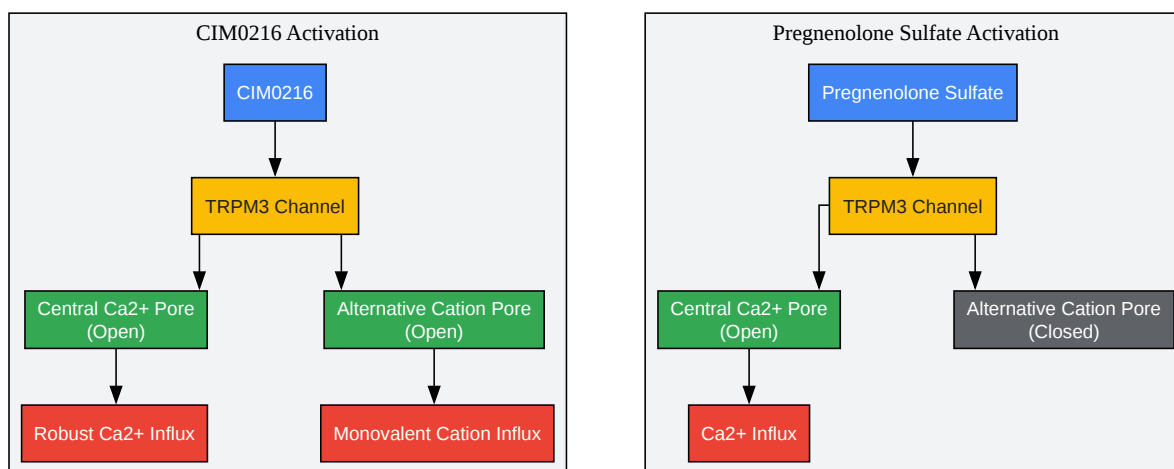 CIM0216 Activation
CIM0216
TRPM3 Channel
Central Ca2+ Pore
(Open)
Alternative Cation Pore
(Open)
Robust Ca2+ Influx
Monovalent Cation Influx
Pregnenolone Sulfate Activation
Pregnenolone Sulfate
TRPM3 Channel
Central Ca2+ Pore
(Open)
Alternative Cation Pore
(Closed)
Ca2+ Influx